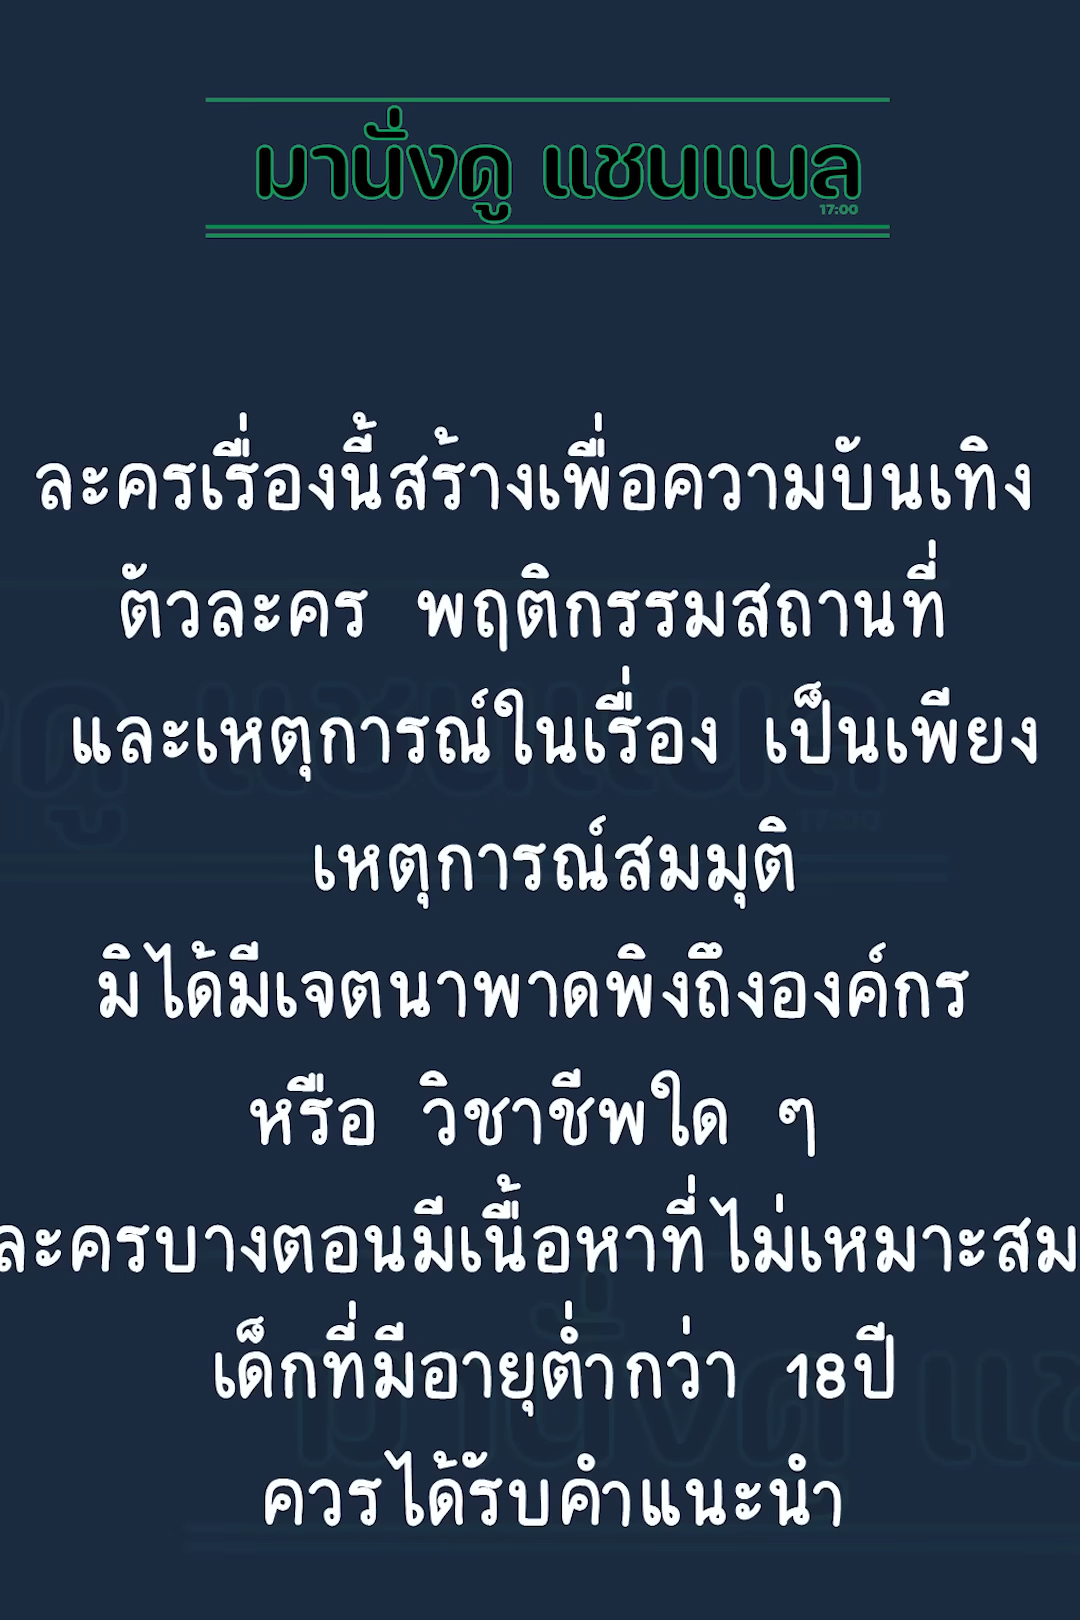 มานั่งดู แชนแนล
17:00
ละครเรื่องนี้สร้างเพื่อความบันเทิง
ตัวละคร พฤติกรรมสถานที่
และเหตุการณ์ในเรื่อง เป็นเพียง
เหตุการณ์สมมุติ
มิได้มีเจตนาพาดพิงถึงองค์กร
หรือ วิชาชีพใด ๆ
ละครบางตอนมีเนื้อหาที่ไม่เหมาะสม
เด็กที่มีอายุต่ำกว่า 18ปี
ควรได้รับคำแนะนำ